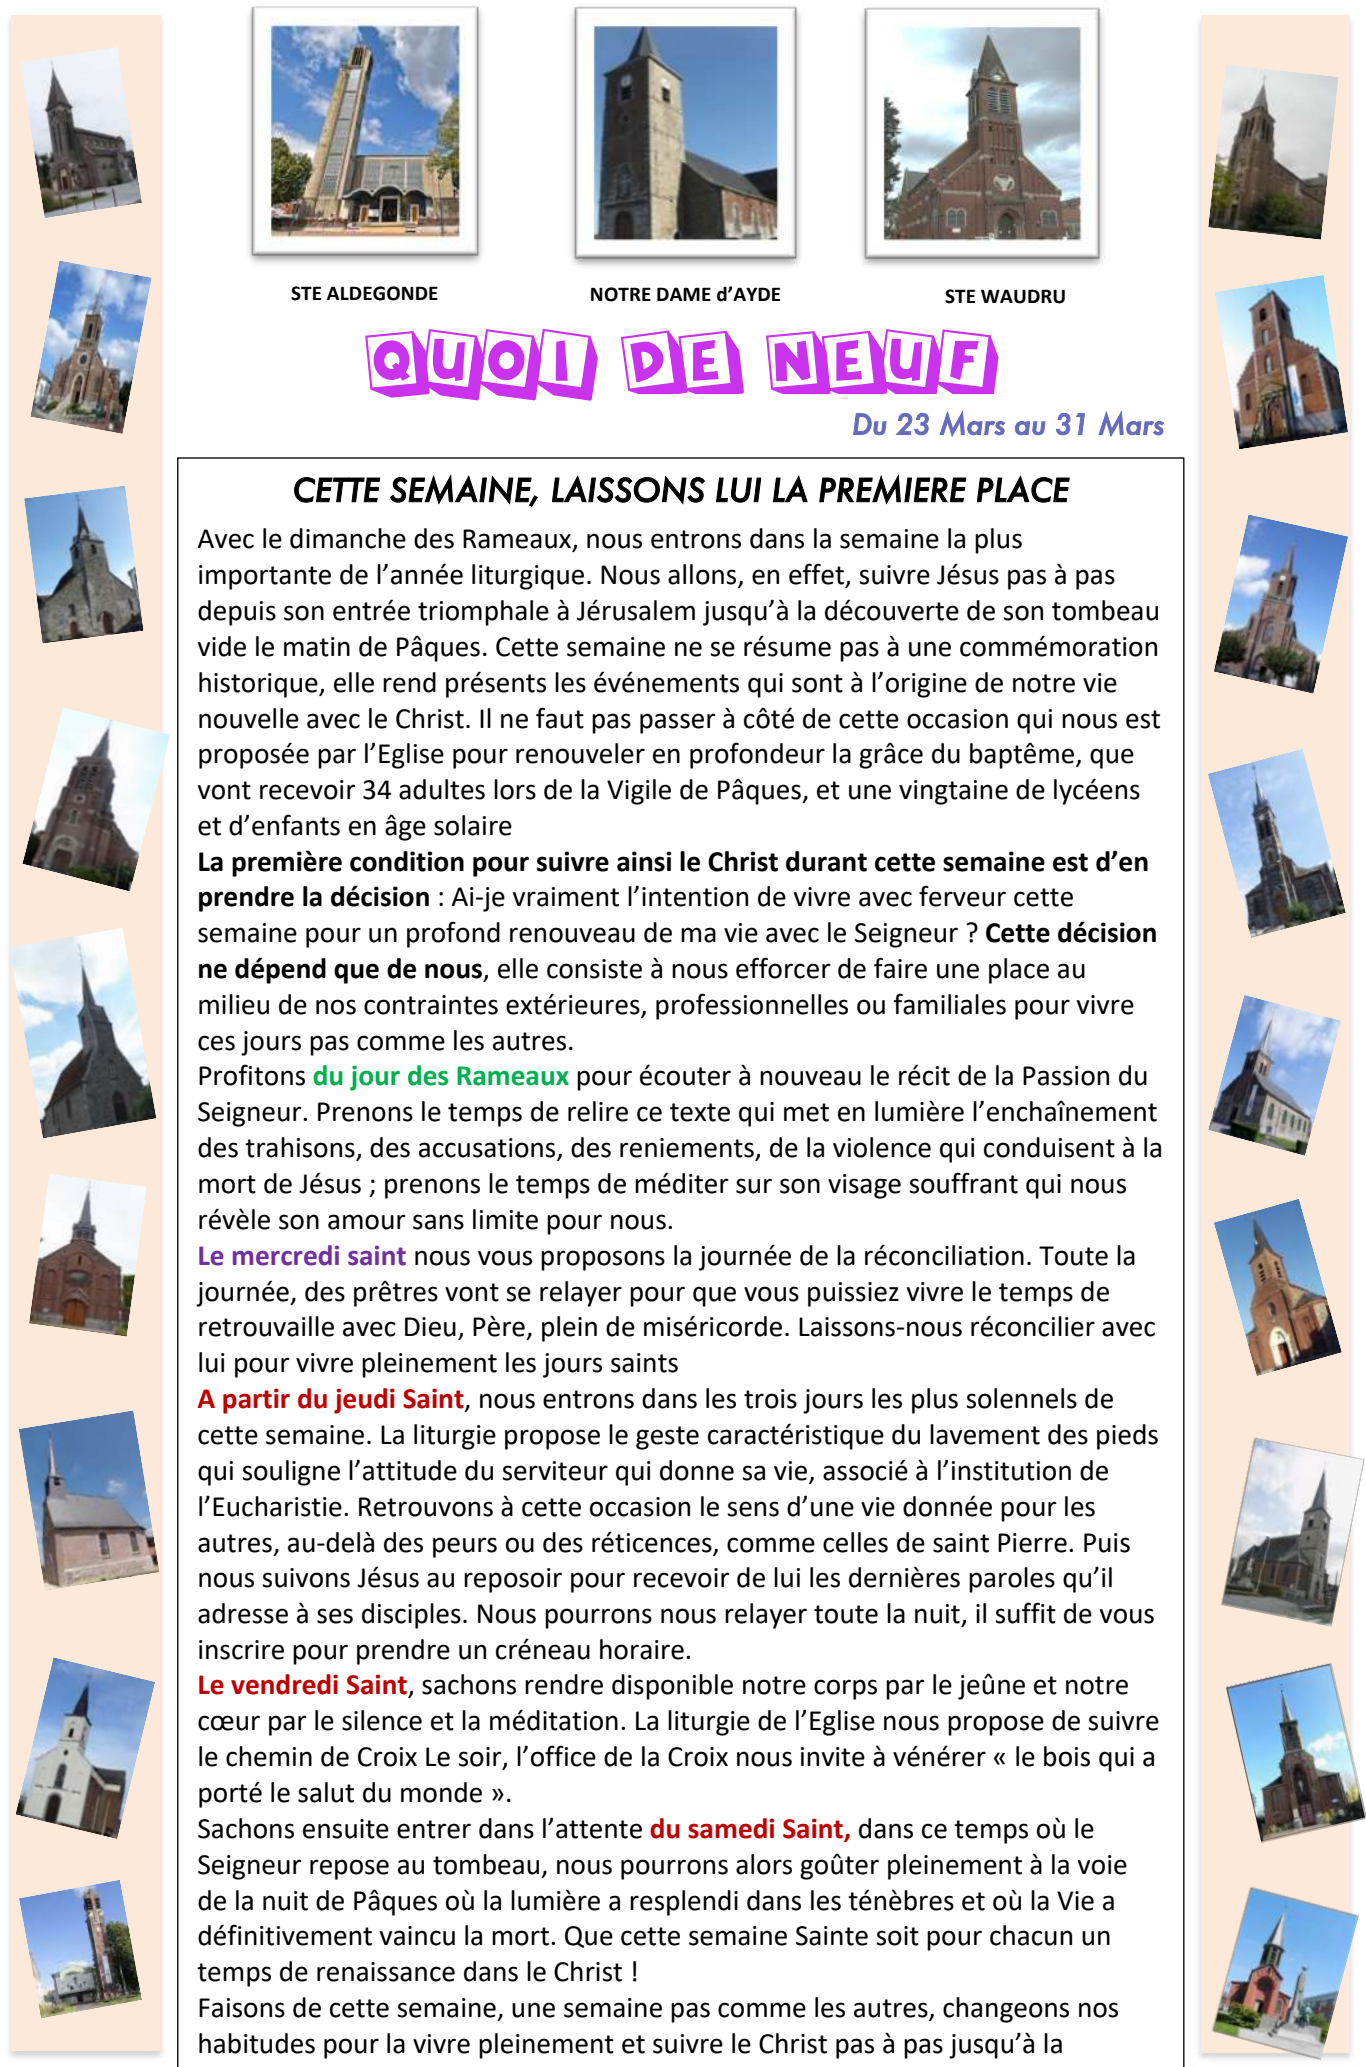 STE ALDEGONDE
NOTRE DAME d’AYDE
STE WAUDRU
QUOI DE NEUF
Du 23 Mars au 31 Mars
CETTE SEMAINE, LAISSONS LUI LA PREMIERE PLACE
Avec le dimanche des Rameaux, nous entrons dans la semaine la plus
importante de l’année liturgique. Nous allons, en effet, suivre Jésus pas à pas
depuis son entrée triomphale à Jérusalem jusqu’à la découverte de son tombeau
vide le matin de Pâques. Cette semaine ne se résume pas à une commémoration
historique, elle rend présents les événements qui sont à l’origine de notre vie
nouvelle avec le Christ. Il ne faut pas passer à côté de cette occasion qui nous est
proposée par l’Eglise pour renouveler en profondeur la grâce du baptême, que
vont recevoir 34 adultes lors de la Vigile de Pâques, et une vingtaine de lycéens
et d’enfants en âge solaire
La première condition pour suivre ainsi le Christ durant cette semaine est d’en
prendre la décision : Ai-je vraiment l’intention de vivre avec ferveur cette
semaine pour un profond renouveau de ma vie avec le Seigneur ? Cette décision
ne dépend que de nous, elle consiste à nous efforcer de faire une place au
milieu de nos contraintes extérieures, professionnelles ou familiales pour vivre
ces jours pas comme les autres.
Profitons du jour des Rameaux pour écouter à nouveau le récit de la Passion du
Seigneur. Prenons le temps de relire ce texte qui met en lumière l’enchaînement
des trahisons, des accusations, des reniements, de la violence qui conduisent à la
mort de Jésus ; prenons le temps de méditer sur son visage souffrant qui nous
révèle son amour sans limite pour nous.
Le mercredi saint nous vous proposons la journée de la réconciliation. Toute la
journée, des prêtres vont se relayer pour que vous puissiez vivre le temps de
retrouvaille avec Dieu, Père, plein de miséricorde. Laissons-nous réconcilier avec
lui pour vivre pleinement les jours saints
A partir du jeudi Saint, nous entrons dans les trois jours les plus solennels de
cette semaine. La liturgie propose le geste caractéristique du lavement des pieds
qui souligne l’attitude du serviteur qui donne sa vie, associé à l’institution de
l’Eucharistie. Retrouvons à cette occasion le sens d’une vie donnée pour les
autres, au-delà des peurs ou des réticences, comme celles de saint Pierre. Puis
nous suivons Jésus au reposoir pour recevoir de lui les dernières paroles qu’il
adresse à ses disciples. Nous pourrons nous relayer toute la nuit, il suffit de vous
inscrire pour prendre un créneau horaire.
Le vendredi Saint, sachons rendre disponible notre corps par le jeûne et notre
cœur par le silence et la méditation. La liturgie de l’Eglise nous propose de suivre
le chemin de Croix Le soir, l’office de la Croix nous invite à vénérer « le bois qui a
porté le salut du monde ».
Sachons ensuite entrer dans l’attente du samedi Saint, dans ce temps où le
Seigneur repose au tombeau, nous pourrons alors goûter pleinement à la voie
de la nuit de Pâques où la lumière a resplendi dans les ténèbres et où la Vie a
définitivement vaincu la mort. Que cette semaine Sainte soit pour chacun un
temps de renaissance dans le Christ !
Faisons de cette semaine, une semaine pas comme les autres, changeons nos
habitudes pour la vivre pleinement et suivre le Christ pas à pas jusqu’à la